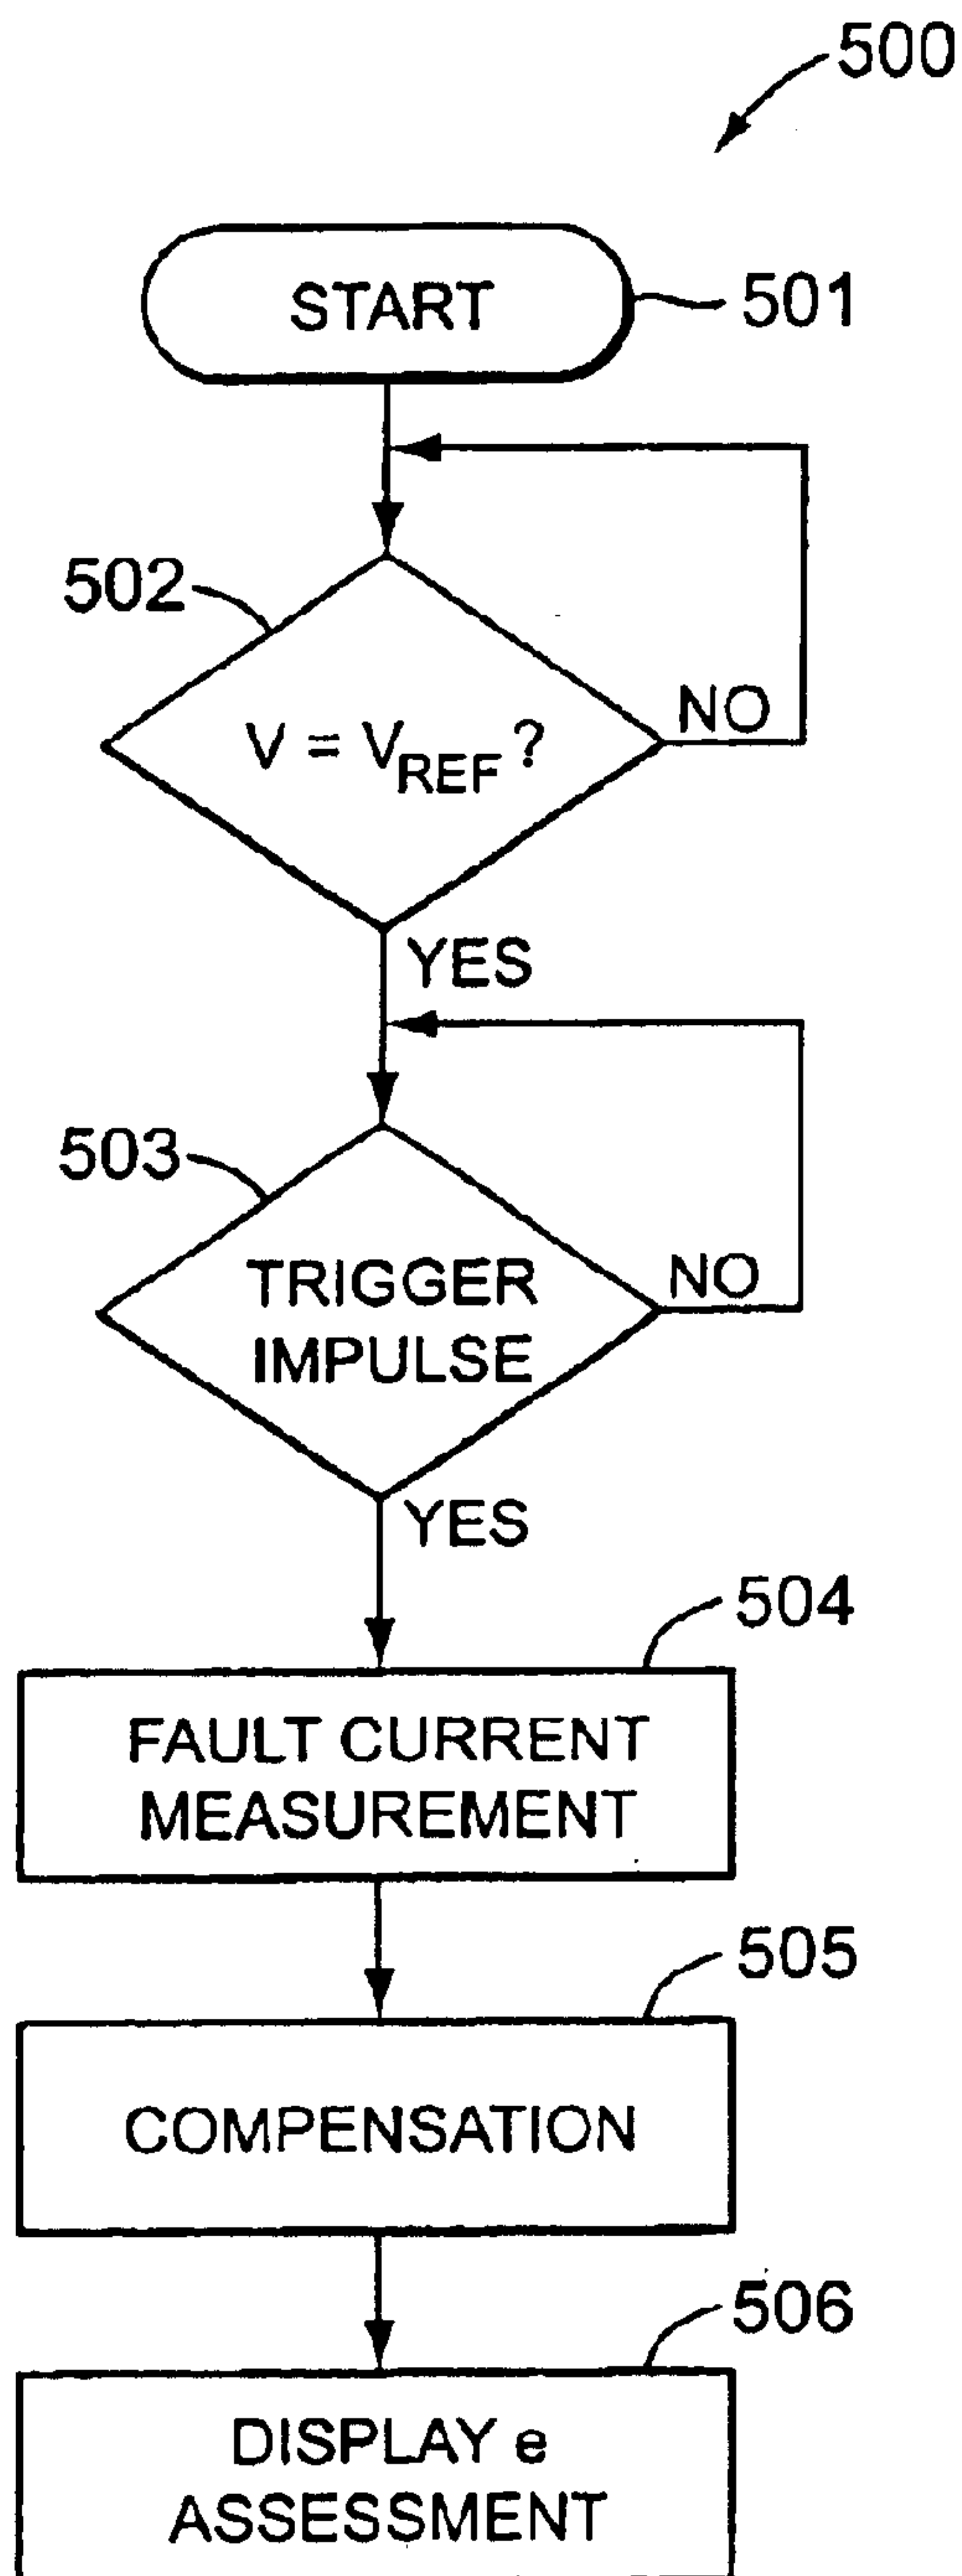 500
START
501
502
V = VREF ?
NO
YES
503
TRIGGER
IMPULSE
NO
YES
504
FAULT CURRENT
MEASUREMENT
505
COMPENSATION
506
DISPLAY e
ASSESSMENT